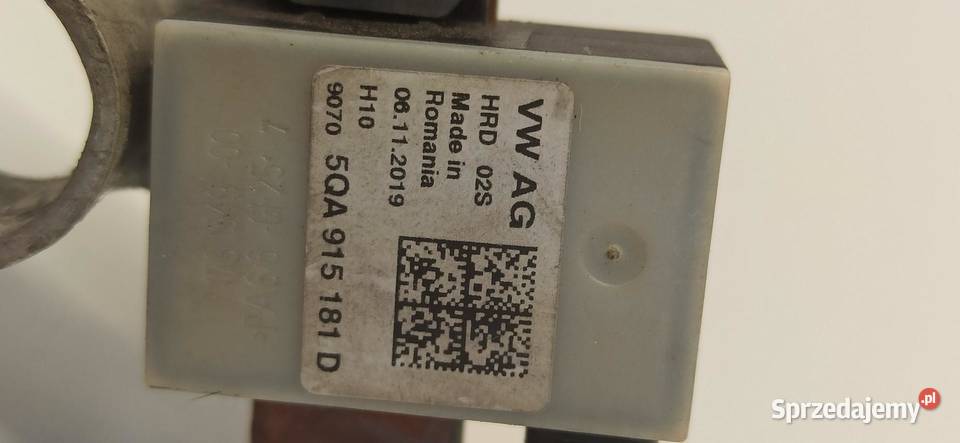 VW AG
HRD 02S
Made in
Romania
06.11.2019
H10
9070 5QA 915 181 D
Sprzedajemy.pl